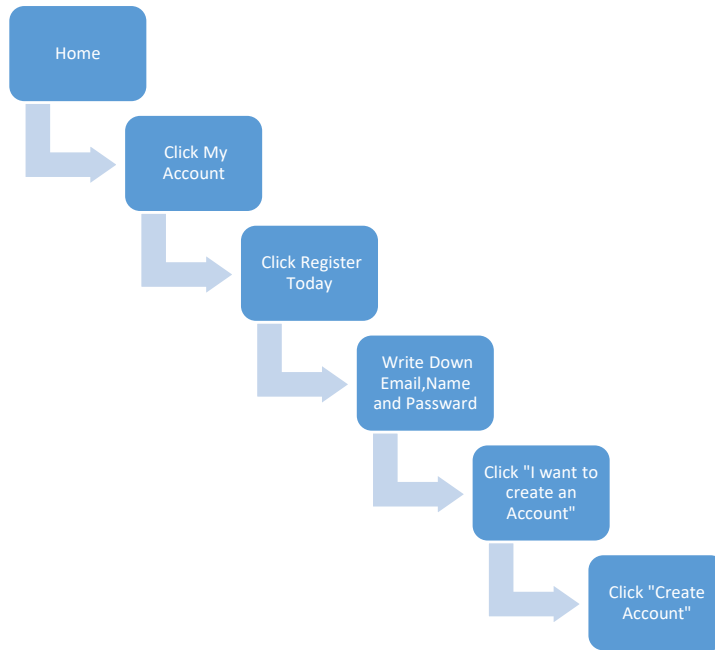 Home
Click My
Account
Click Register
Today
Write Down
Email,Name
and Passward
Click "I want to
create an
Account"
Click "Create
Account"